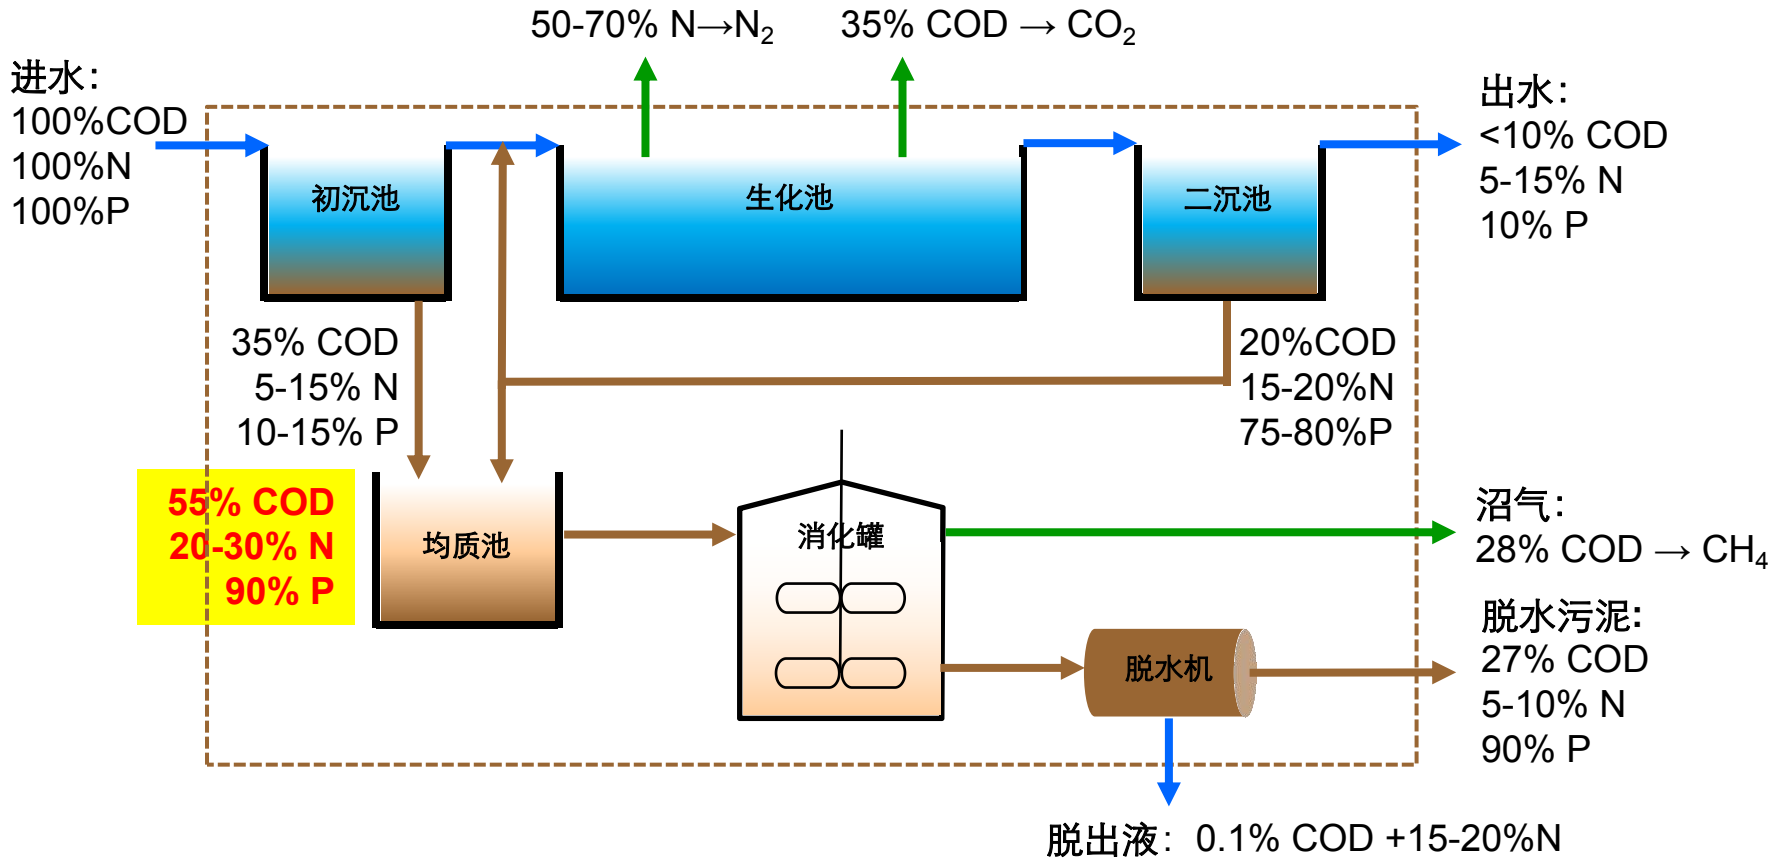 50-70% N→N₂
35% COD → CO₂
进水：
100%COD
100%N
100%P
出水：
<10% COD
5-15% N
10% P
初沉池
生化池
二沉池
35% COD
5-15% N
10-15% P
20%COD
15-20%N
75-80%P
55% COD
20-30% N
90% P
均质池
消化罐
沼气：
28% COD → CH₄
脱水机
脱水污泥:
27% COD
5-10% N
90% P
脱出液：0.1% COD +15-20%N